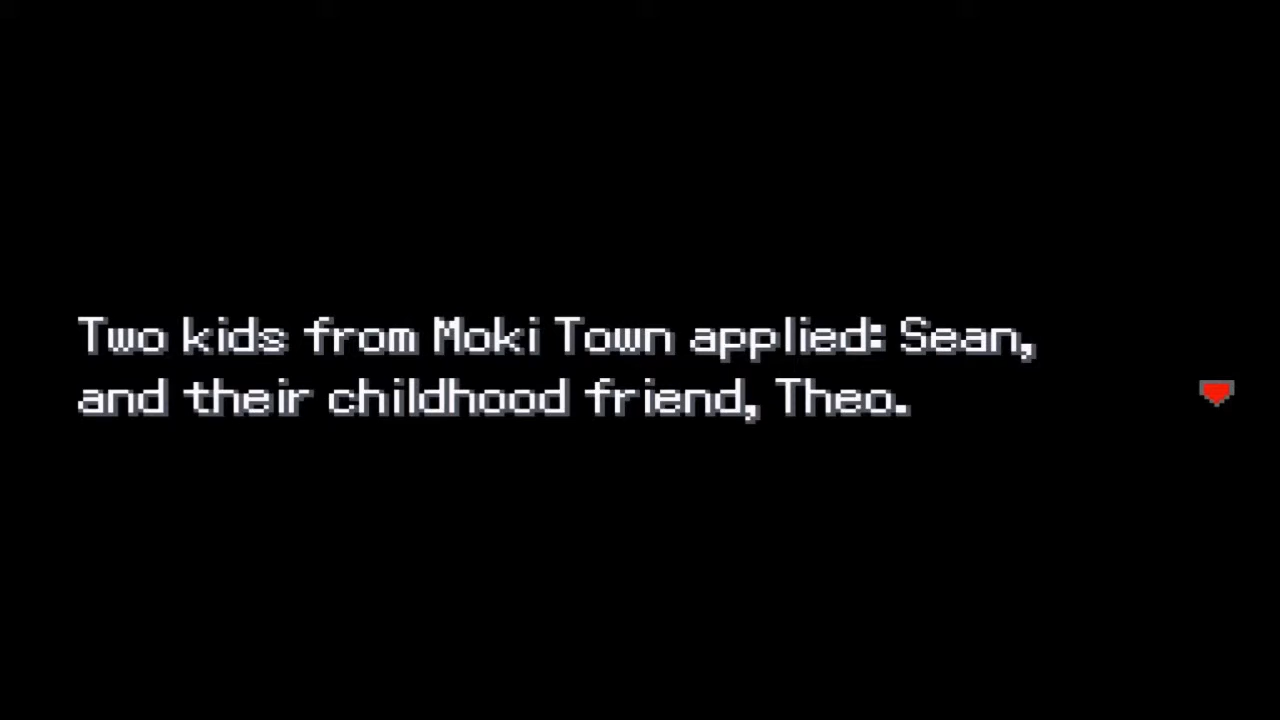 Two kids from Moki Town applied: Sean,
and their childhood friend, Theo.